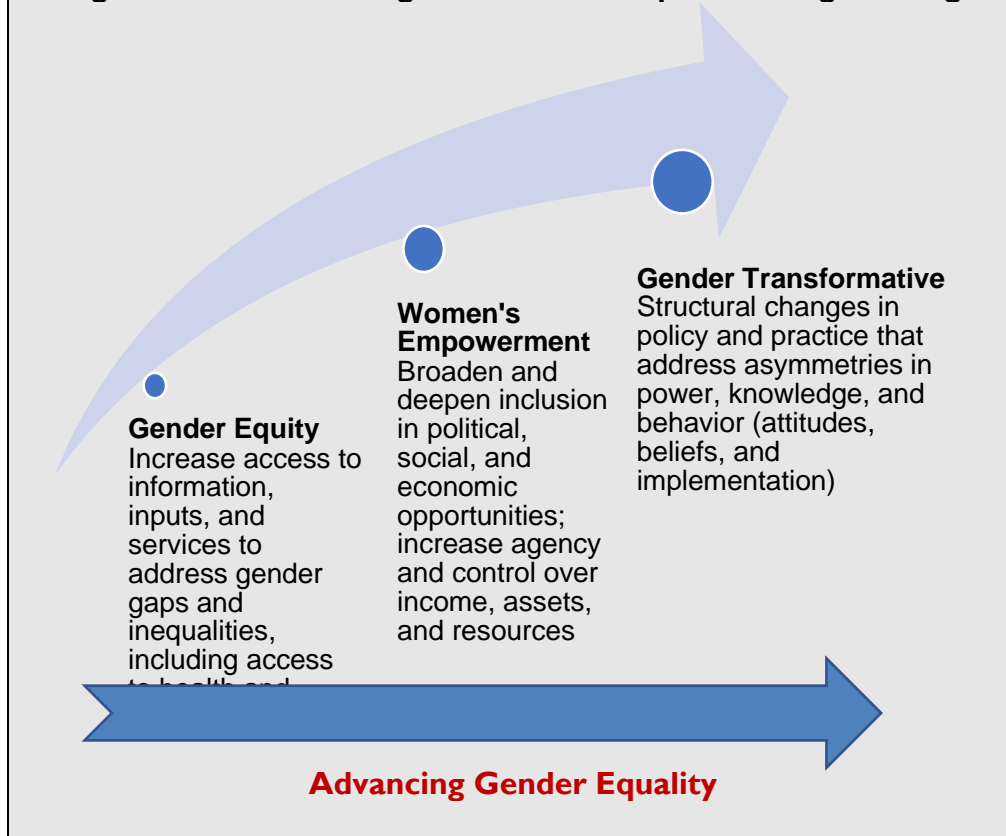 Gender Equity
Increase access to
information,
inputs, and
services to
address gender
gaps and
inequalities,
including access
to health and
Women's
Empowerment
Broaden and
deepen inclusion
in political,
social, and
economic
opportunities;
increase agency
and control over
income, assets,
and resources
Gender Transformative
Structural changes in
policy and practice that
address asymmetries in
power, knowledge, and
behavior (attitudes,
beliefs, and
implementation)
Advancing Gender Equality